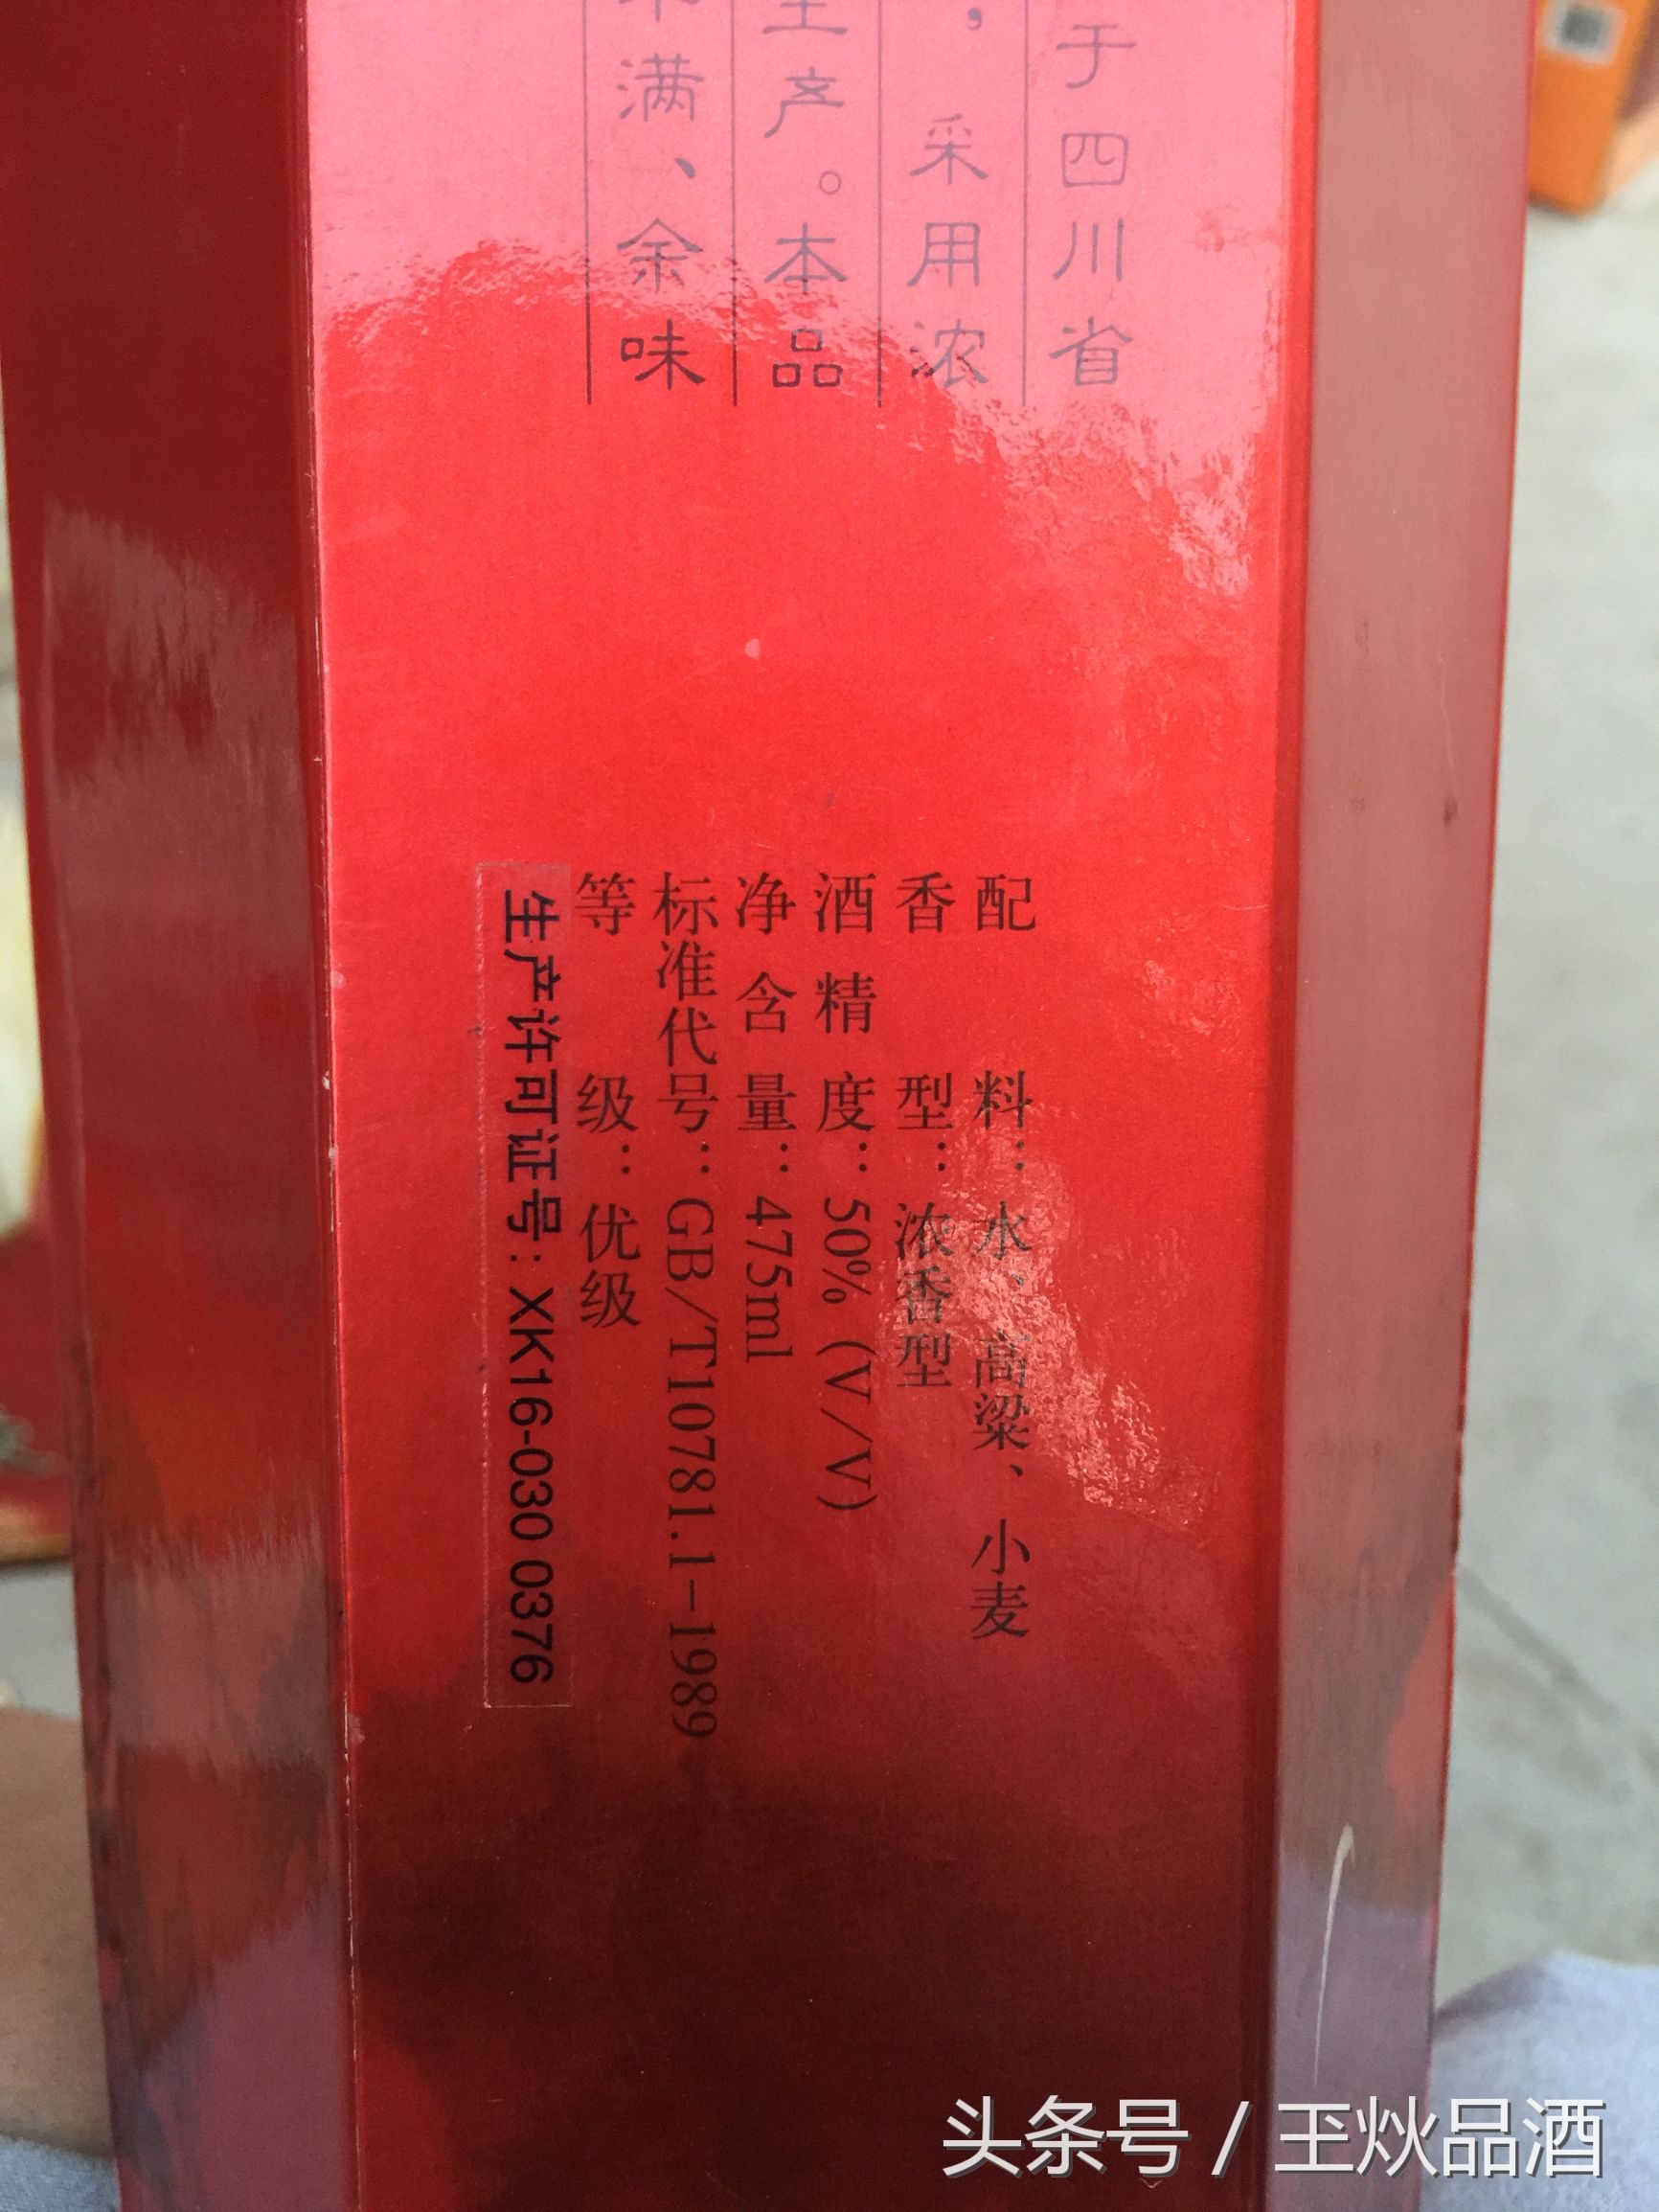 于四川省
，采用浓
产。本品
满、余味
配料：水、高粱、小麦
香型：浓香型
酒精度：50%（V/V）
净含量：475ml
标准代号：GB/T10781.1-1989
等级：优级
生产许可证号：XK16-030 0376
头条号 / 王炏品酒